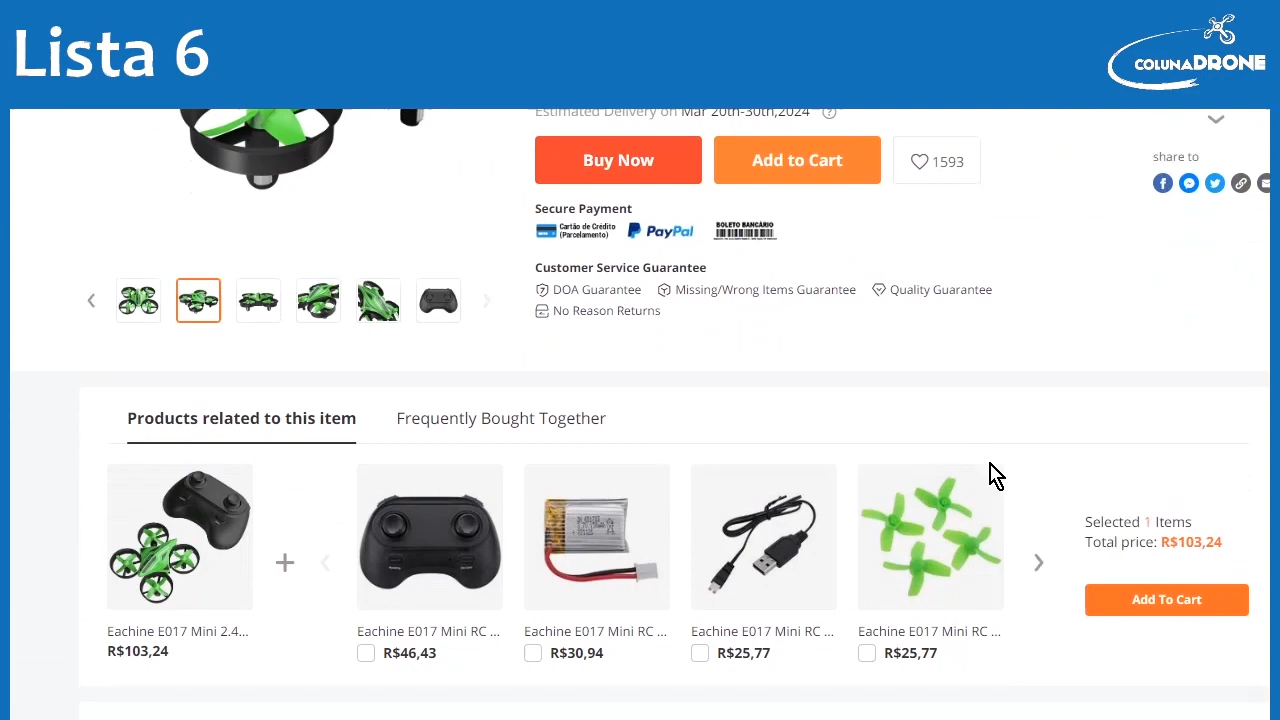 Lista 6
COLUNADRONE
Estimated Delivery on Mar 20th-30th,2024
Buy Now
Add to Cart
1593
share to
Secure Payment
Cartão de Crédito
(Parcelamento)
PayPal
BOLETO BANCÁRIO
Customer Service Guarantee
DOA Guarantee
Missing/Wrong Items Guarantee
Quality Guarantee
No Reason Returns
Products related to this item
Frequently Bought Together
Selected 1 Items
Total price: R$103,24
Add To Cart
Eachine E017 Mini 2.4...
R$103,24
Eachine E017 Mini RC ...
R$46,43
Eachine E017 Mini RC ...
R$30,94
Eachine E017 Mini RC ...
R$25,77
Eachine E017 Mini RC ...
R$25,77